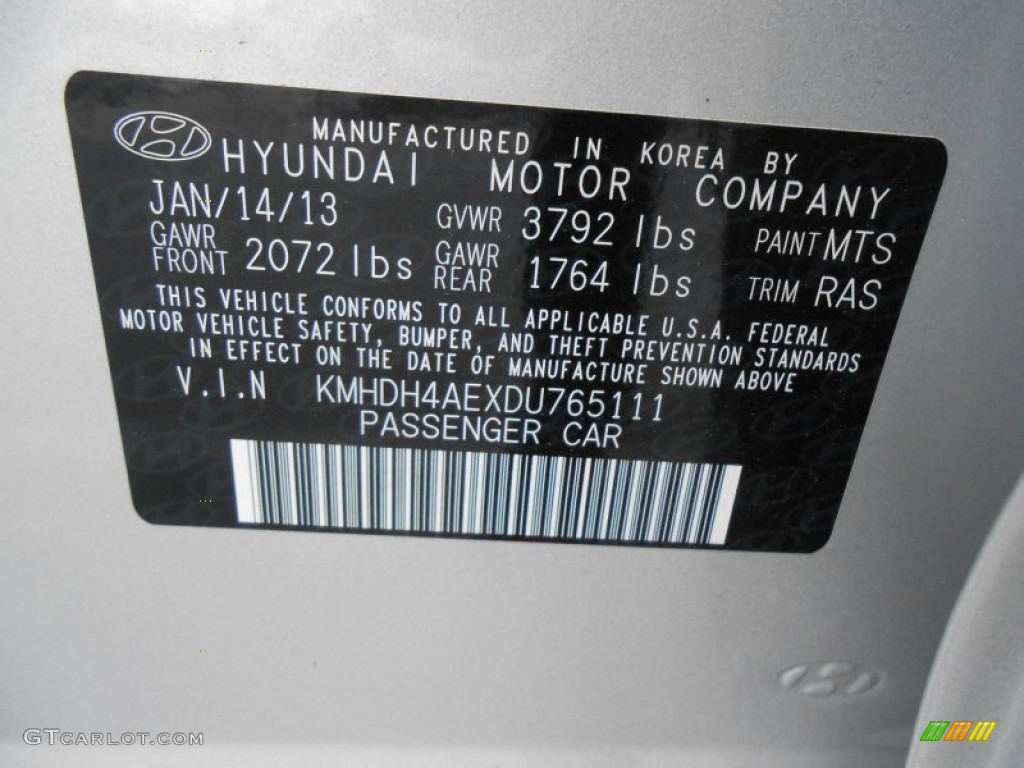 MANUFACTURED IN KOREA BY
HYUNDAI MOTOR COMPANY
JAN/14/13 GVWR 3792 lbs PAINT MTS
GAWR FRONT 2072 lbs GAWR REAR 1764 lbs TRIM RAS
THIS VEHICLE CONFORMS TO ALL APPLICABLE U.S.A. FEDERAL
MOTOR VEHICLE SAFETY, BUMPER, AND THEFT PREVENTION STANDARDS
IN EFFECT ON THE DATE OF MANUFACTURE SHOWN ABOVE
V.I.N KMHDH4AEXDU765111
PASSENGER CAR
GTCARLOT.COM